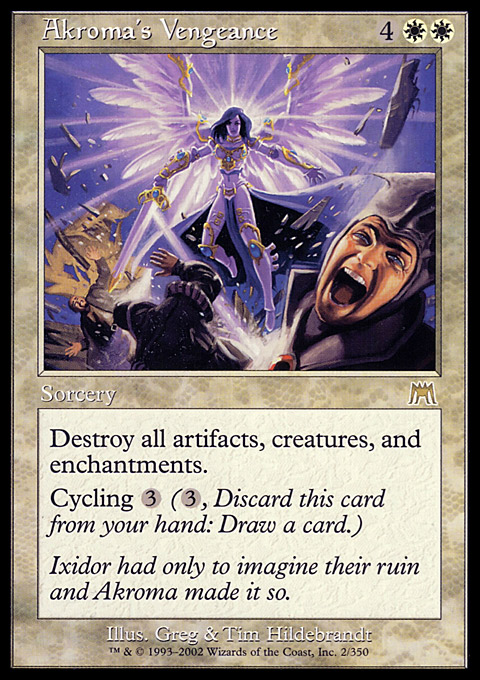 Akroma's Vengeance 4
Sorcery
Destroy all artifacts, creatures, and
enchantments.
Cycling 3 (3, Discard this card
from your hand: Draw a card.)
Ixidor had only to imagine their ruin
and Akroma made it so.
Illus. Greg & Tim Hildebrandt
™ & © 1993–2002 Wizards of the Coast, Inc. 2/350